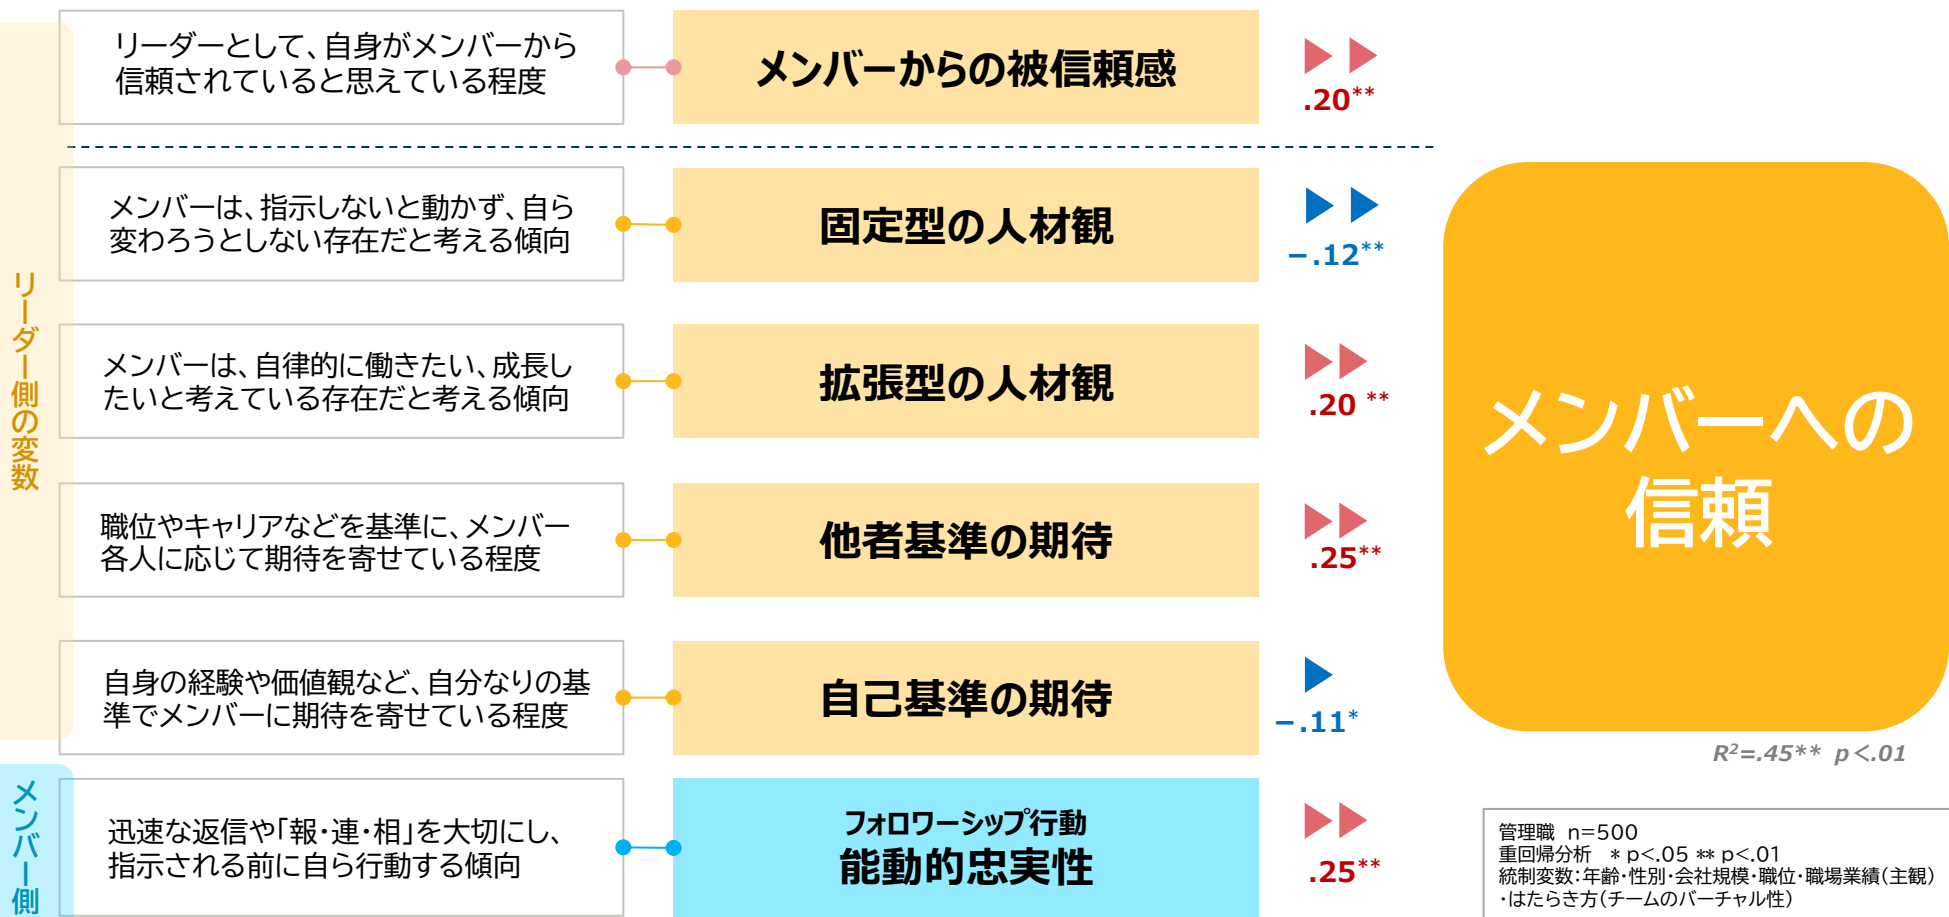 リーダー側の変数
リーダーとして、自身がメンバーから
信頼されていると思えている程度
メンバーからの被信頼感
.20**
メンバーは、指示しないと動かず、自ら
変わろうとしない存在だと考える傾向
固定型の人材観
−.12**
メンバーは、自律的に働きたい、成長し
たいと考えている存在だと考える傾向
拡張型の人材観
.20 **
職位やキャリアなどを基準に、メンバー
各人に応じて期待を寄せている程度
他者基準の期待
.25**
自身の経験や価値観など、自分なりの基
準でメンバーに期待を寄せている程度
自己基準の期待
−.11*
メンバー側
迅速な返信や「報・連・相」を大切にし、
指示される前に自ら行動する傾向
フォロワーシップ行動
能動的忠実性
.25**
メンバーへの
信頼
R²=.45** p<.01
管理職 n=500
重回帰分析 * p<.05 ** p<.01
統制変数:年齢・性別・会社規模・職位・職場業績(主観)
・はたらき方(チームのバーチャル性)